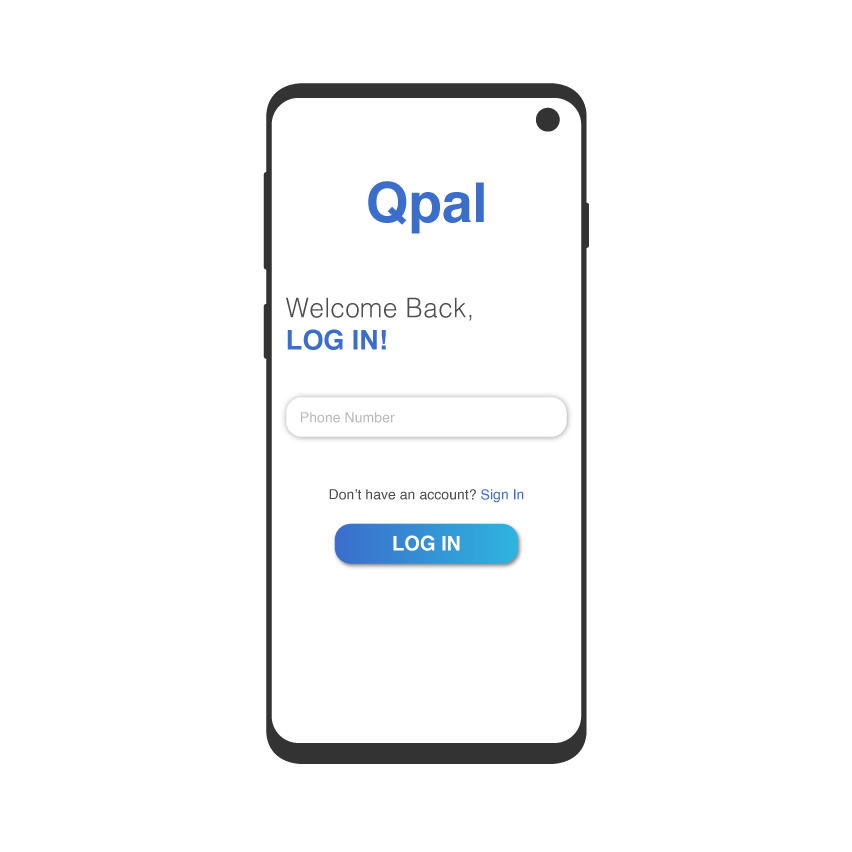 Qpal
Welcome Back,
LOG IN!
Phone Number
Don’t have an account? Sign In
LOG IN